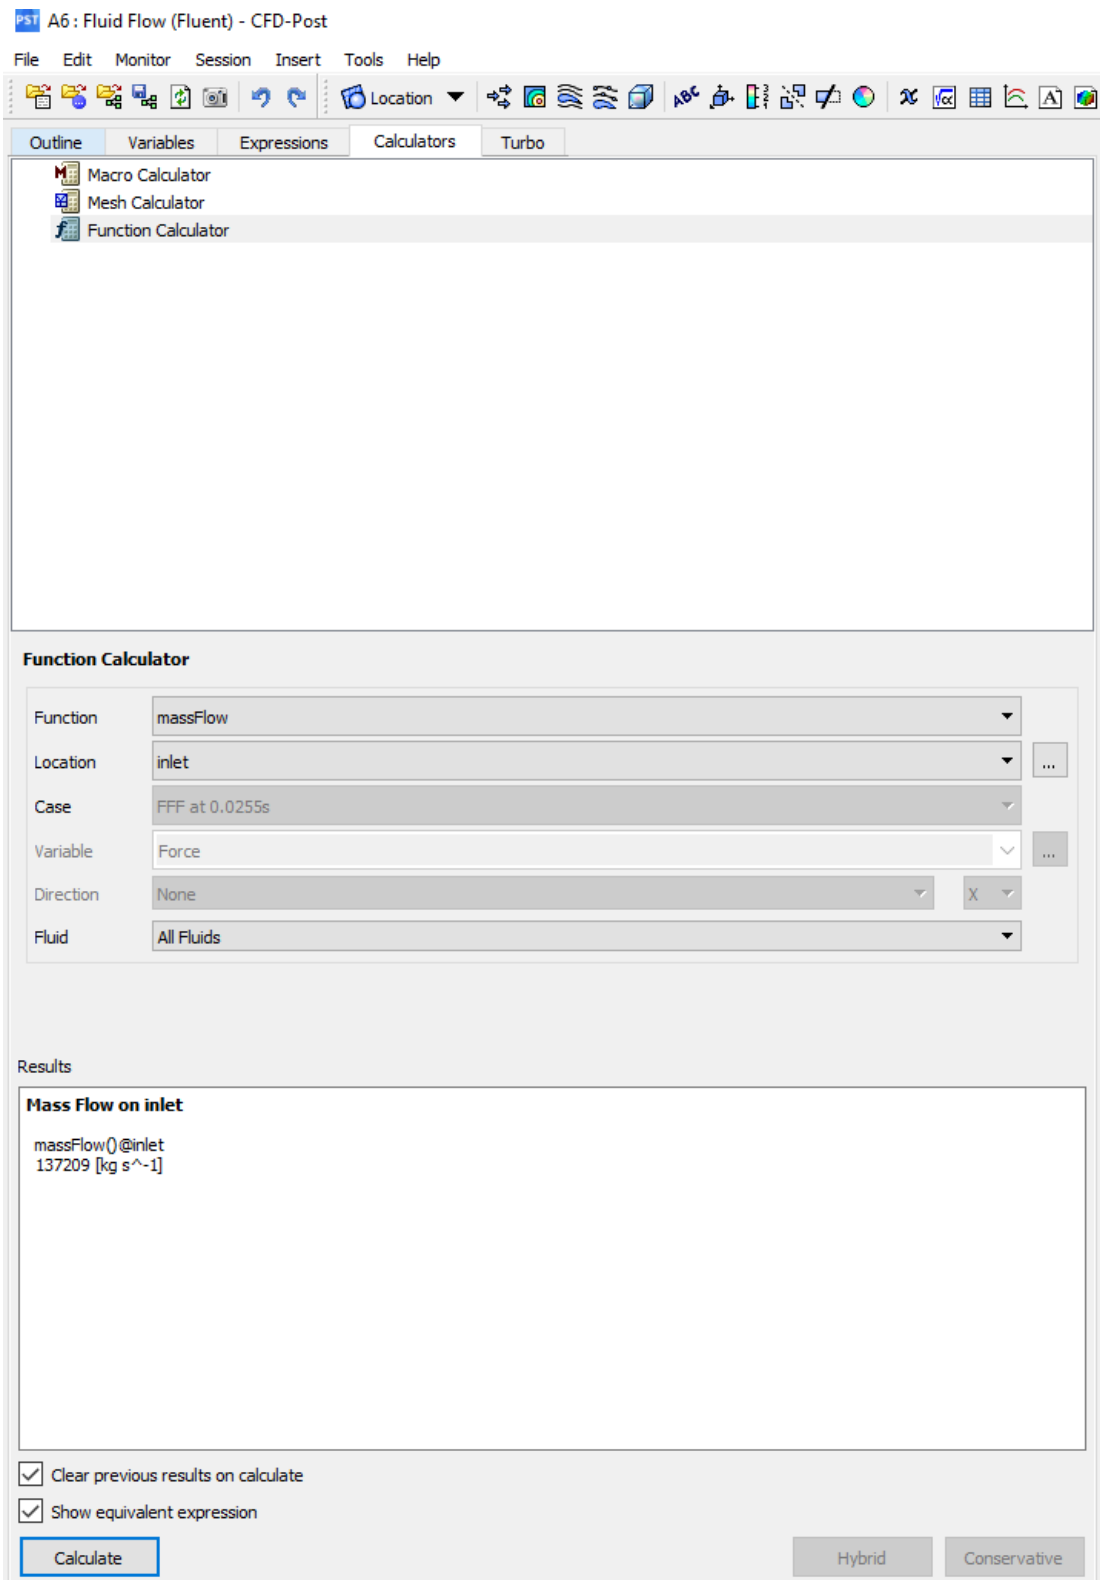 PST A6 : Fluid Flow (Fluent) - CFD-Post
File Edit Monitor Session Insert Tools Help
Location ABC A
Outline Variables Expressions Calculators Turbo
Macro Calculator
Mesh Calculator
Function Calculator
Function Calculator
Function massFlow
Location inlet ...
Case FFF at 0.0255s
Variable Force ...
Direction None X
Fluid All Fluids
Results
Mass Flow on inlet
massFlow()@inlet
137209 [kg s^-1]
Clear previous results on calculate
Show equivalent expression
Calculate Hybrid Conservative